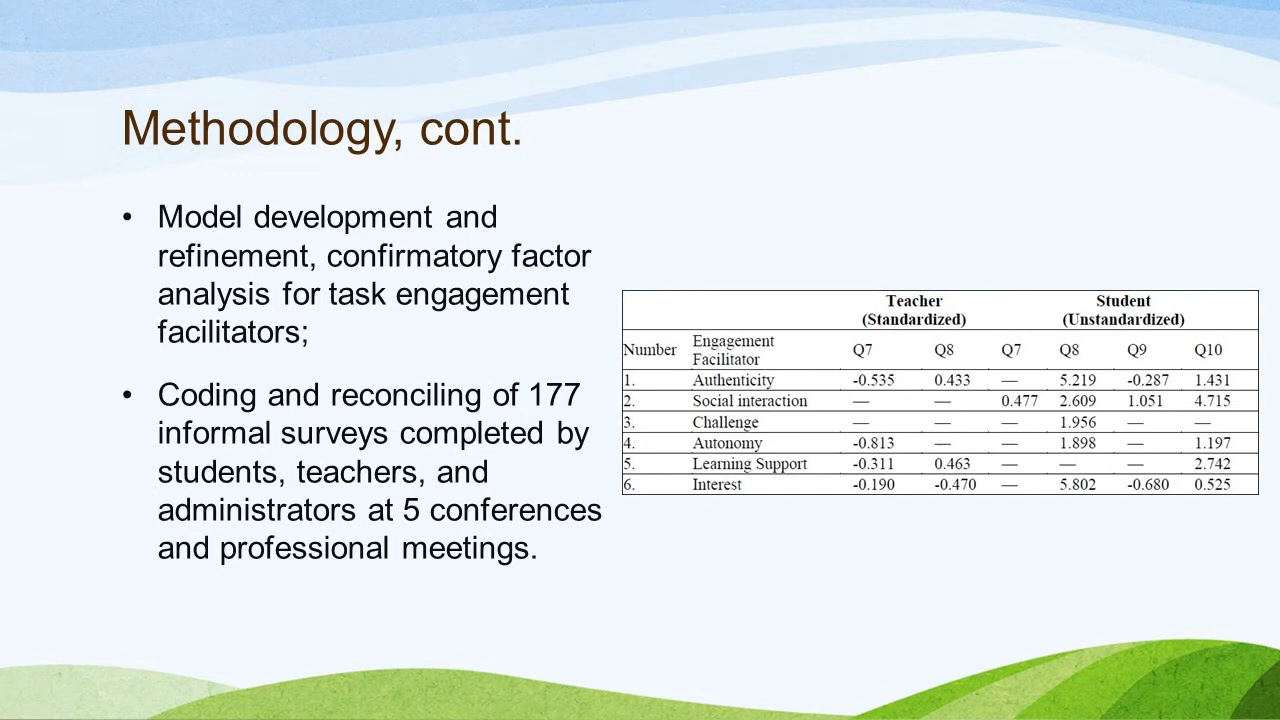 Methodology, cont.
• Model development and
refinement, confirmatory factor
analysis for task engagement
facilitators;
• Coding and reconciling of 177
informal surveys completed by
students, teachers, and
administrators at 5 conferences
and professional meetings.
Teacher Student
(Standardized) (Unstandardized)
Number Engagement Facilitator Q7 Q8 Q7 Q8 Q9 Q10
1. Authenticity -0.535 0.433 — 5.219 -0.287 1.431
2. Social interaction — — 0.477 2.609 1.051 4.715
3. Challenge — — — 1.956 — —
4. Autonomy -0.813 — — 1.898 — 1.197
5. Learning Support -0.311 0.463 — — — 2.742
6. Interest -0.190 -0.470 — 5.802 -0.680 0.525